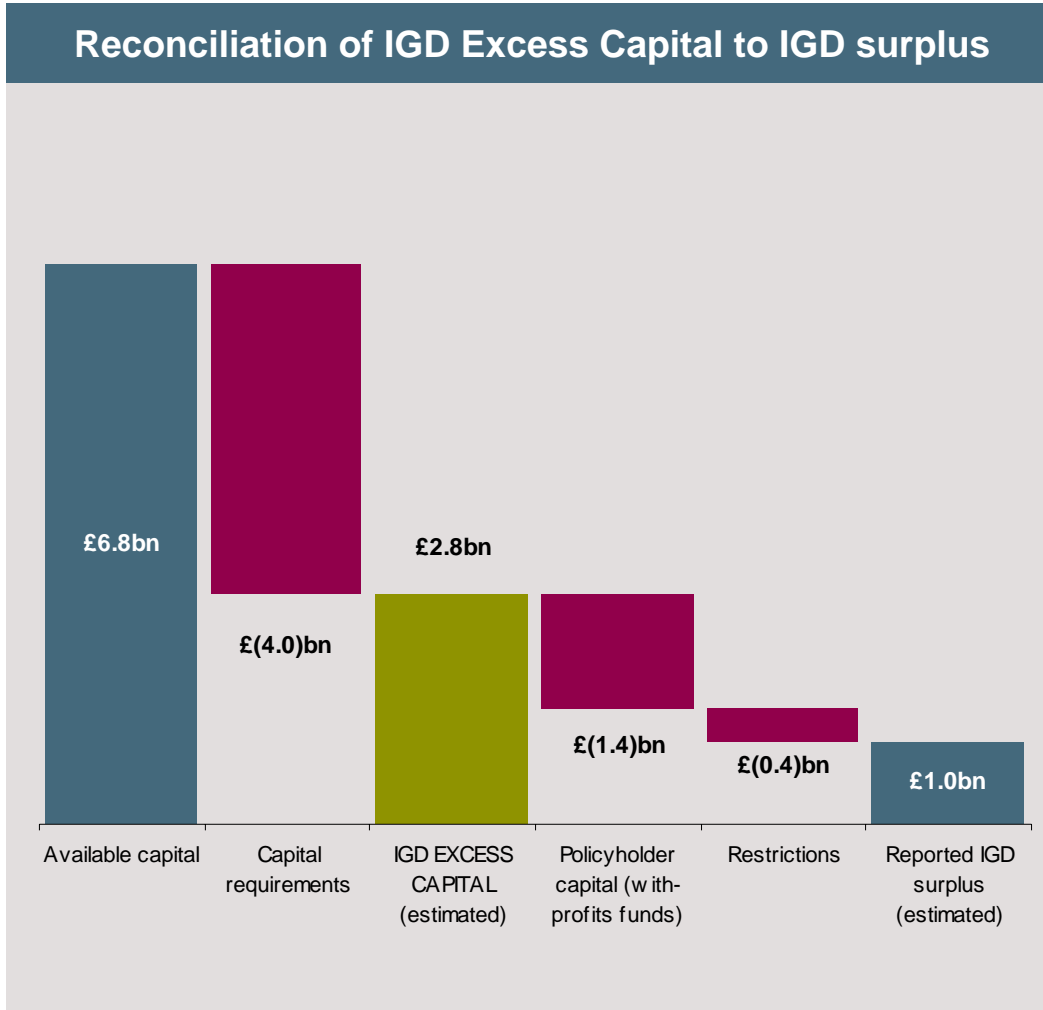 Reconciliation of IGD Excess Capital to IGD surplus
£6.8bn
£(4.0)bn
£2.8bn
£(1.4)bn
£(0.4)bn
£1.0bn
Available capital
Capital
requirements
IGD EXCESS
CAPITAL
(estimated)
Policyholder
capital (with-
profits funds)
Restrictions
Reported IGD
surplus
(estimated)